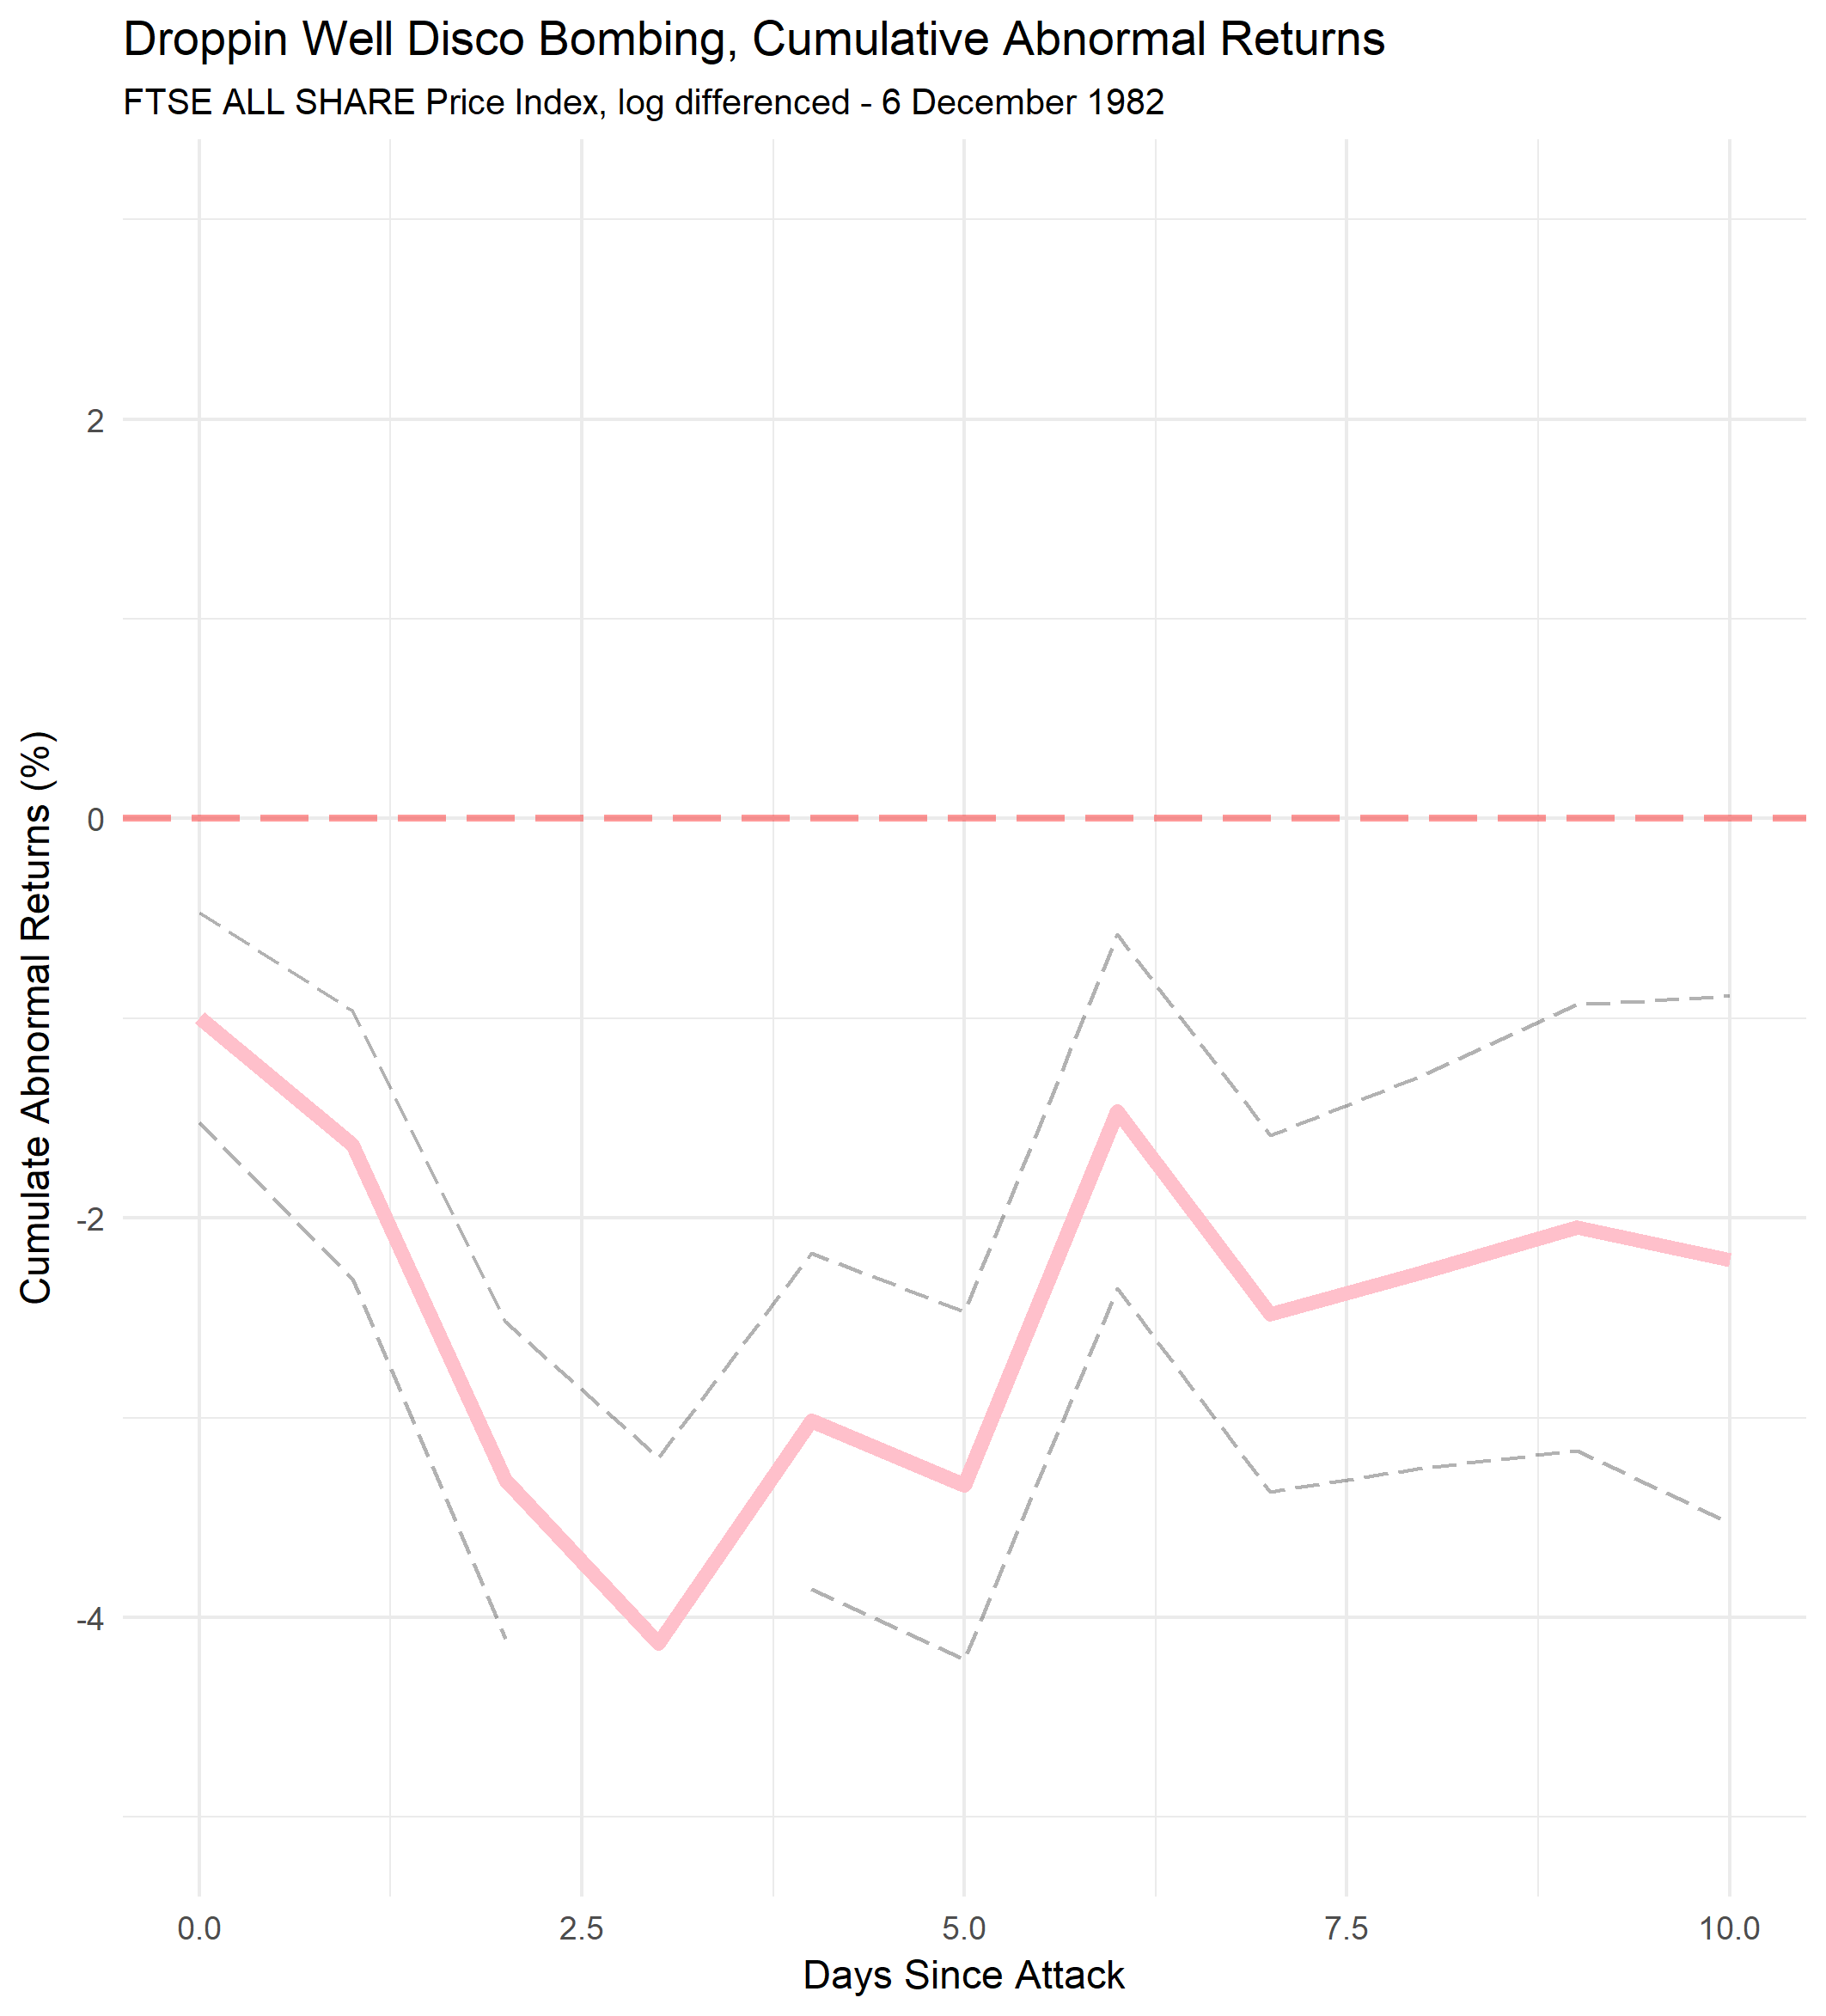 Droppin Well Disco Bombing, Cumulative Abnormal Returns
FTSE ALL SHARE Price Index, log differenced - 6 December 1982
Cumulate Abnormal Returns (%)
2
0
-2
-4
0.0
2.5
5.0
7.5
10.0
Days Since Attack